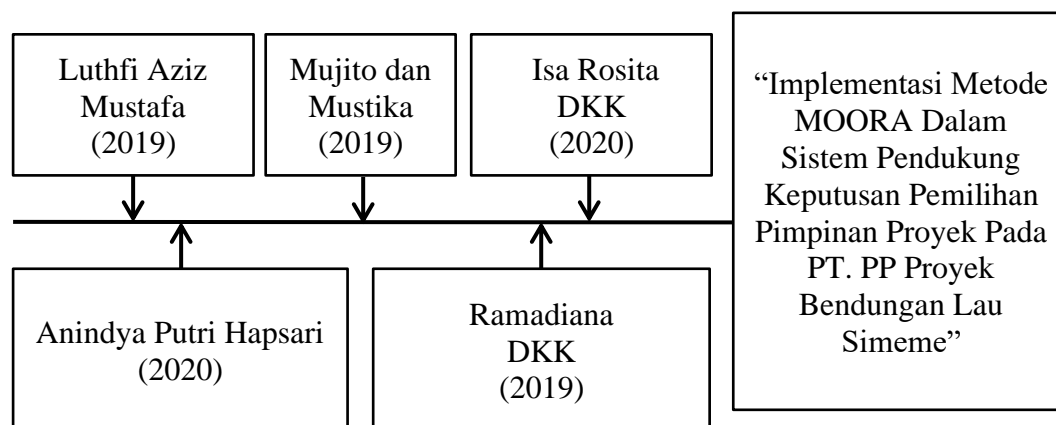 Luthfi Aziz
Mustafa
(2019)
Mujito dan
Mustika
(2019)
Isa Rosita
DKK
(2020)
Anindya Putri Hapsari
(2020)
Ramadiana
DKK
(2019)
“Implementasi Metode
MOORA Dalam
Sistem Pendukung
Keputusan Pemilihan
Pimpinan Proyek Pada
PT. PP Proyek
Bendungan Lau
Simeme”